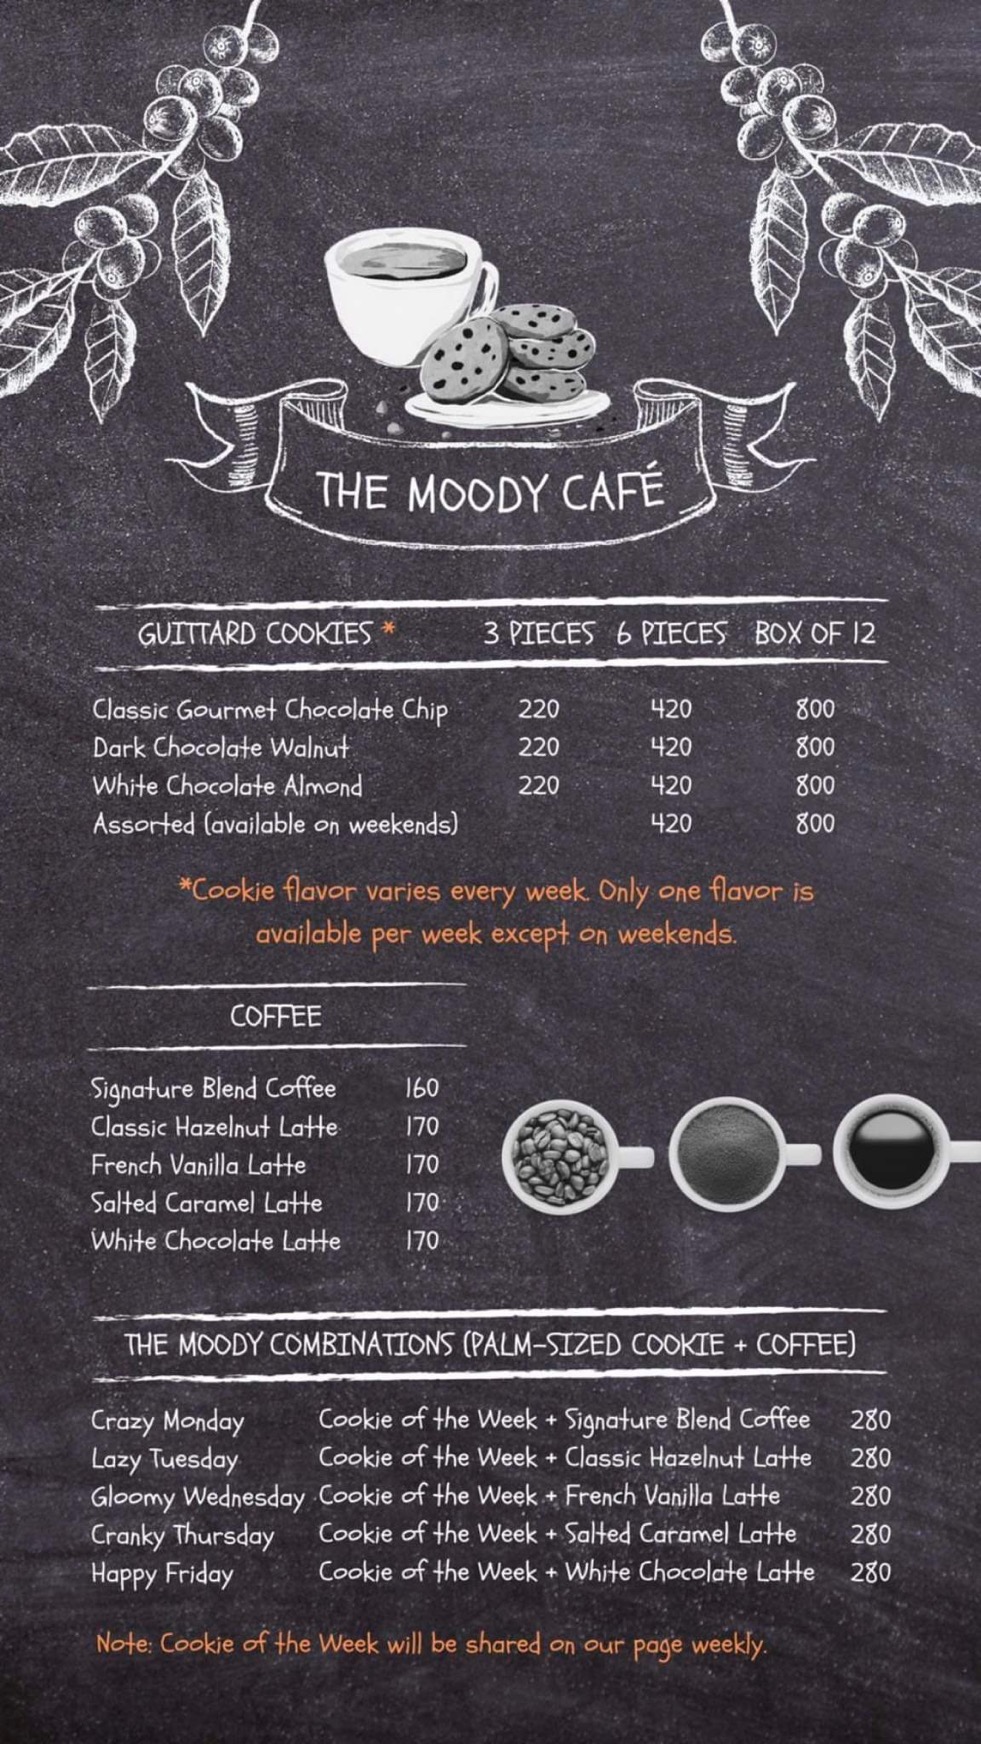 THE MOODY CAFÉ
GUITTARD COOKIES * 3 PIECES 6 PIECES BOX OF 12
Classic Gourmet Chocolate Chip 220 420 800
Dark Chocolate Walnut 220 420 800
White Chocolate Almond 220 420 800
Assorted (available on weekends) 420 800
*Cookie flavor varies every week. Only one flavor is
available per week except on weekends.
COFFEE
Signature Blend Coffee 160
Classic Hazelnut Latte 170
French Vanilla Latte 170
Salted Caramel Latte 170
White Chocolate Latte 170
THE MOODY COMBINATIONS (PALM-SIZED COOKIE + COFFEE)
Crazy Monday Cookie of the Week + Signature Blend Coffee 280
Lazy Tuesday Cookie of the Week + Classic Hazelnut Latte 280
Gloomy Wednesday Cookie of the Week + French Vanilla Latte 280
Cranky Thursday Cookie of the Week + Salted Caramel Latte 280
Happy Friday Cookie of the Week + White Chocolate Latte 280
Note: Cookie of the Week will be shared on our page weekly.